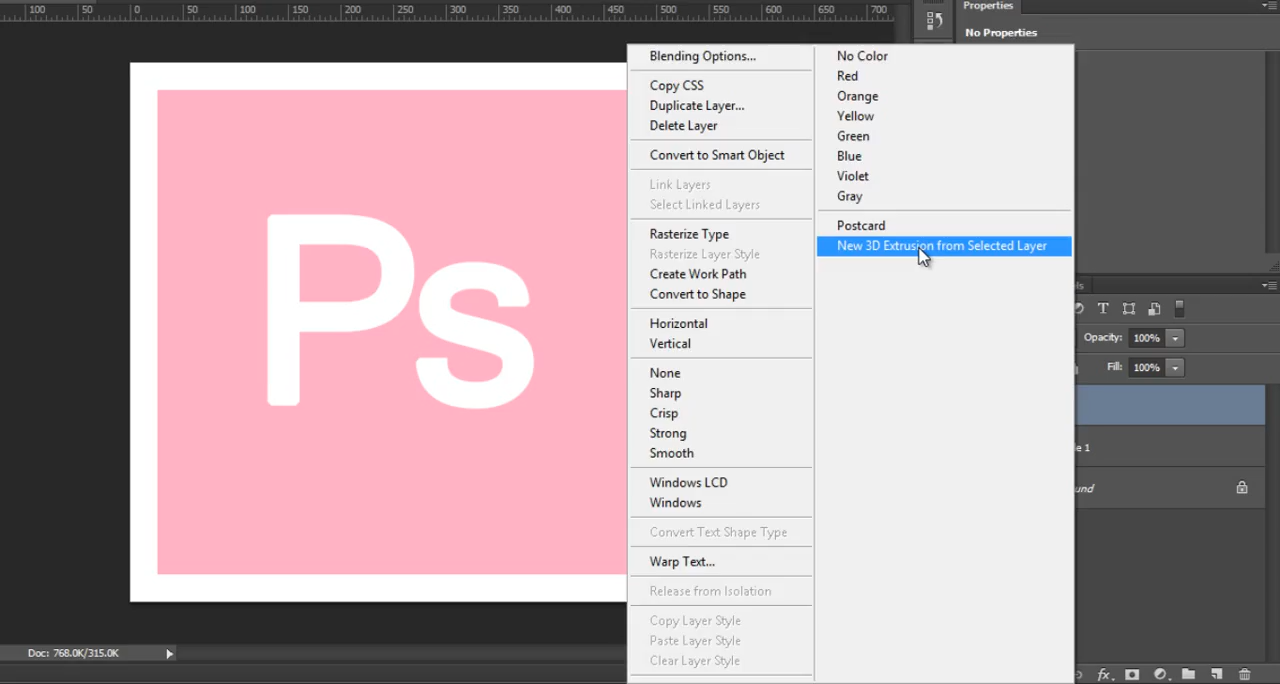 100 50 0 50 100 150 200 250 300 350 400 450 500 550 600 650 700
Properties
No Properties
Ps
Blending Options...
Copy CSS
Duplicate Layer...
Delete Layer
Convert to Smart Object
Link Layers
Select Linked Layers
Rasterize Type
Rasterize Layer Style
Create Work Path
Convert to Shape
Horizontal
Vertical
None
Sharp
Crisp
Strong
Smooth
Windows LCD
Windows
Convert Text Shape Type
Warp Text...
Release from Isolation
Copy Layer Style
Paste Layer Style
Clear Layer Style
No Color
Red
Orange
Yellow
Green
Blue
Violet
Gray
Postcard
New 3D Extrusion from Selected Layer
els
T
Opacity: 100%
Fill: 100%
le 1
und
Doc: 768.0K/315.0K
fx